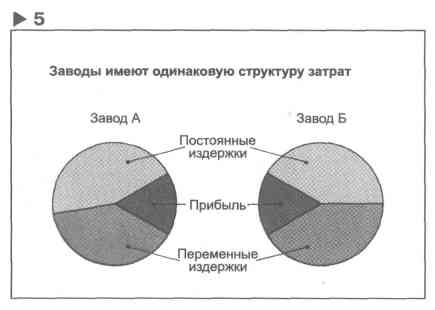 ▶ 5
Заводы имеют одинаковую структуру затрат
Завод А
Завод Б
Постоянные
издержки
Прибыль
Переменные
издержки